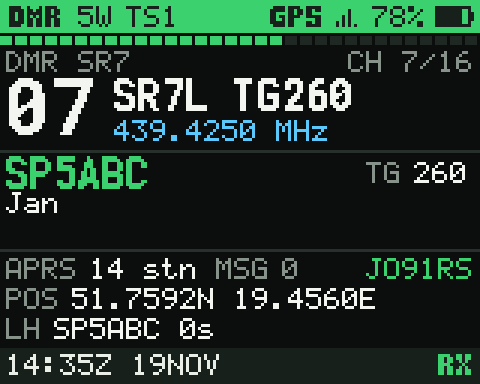 DMR 5W TS1 GPS 78%
DMR SR7 CH 7/16
07 SR7L TG260
439.4250 MHz
SP5ABC TG 260
Jan
APRS 14 stn MSG 0 JO91RS
POS 51.7592N 19.4560E
LH SP5ABC 0s
14:35Z 19NOV RX